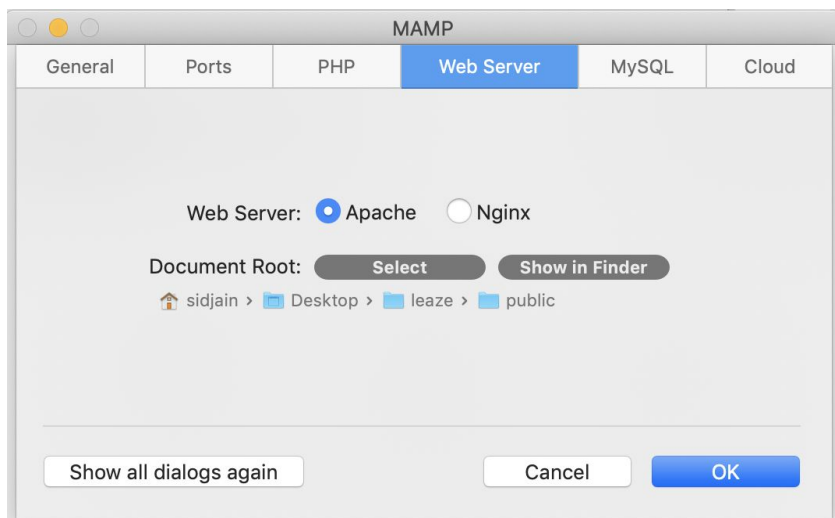 MAMP
General Ports PHP Web Server MySQL Cloud
Web Server: Apache Nginx
Document Root: Select Show in Finder
sidjain › Desktop › leaze › public
Show all dialogs again Cancel OK